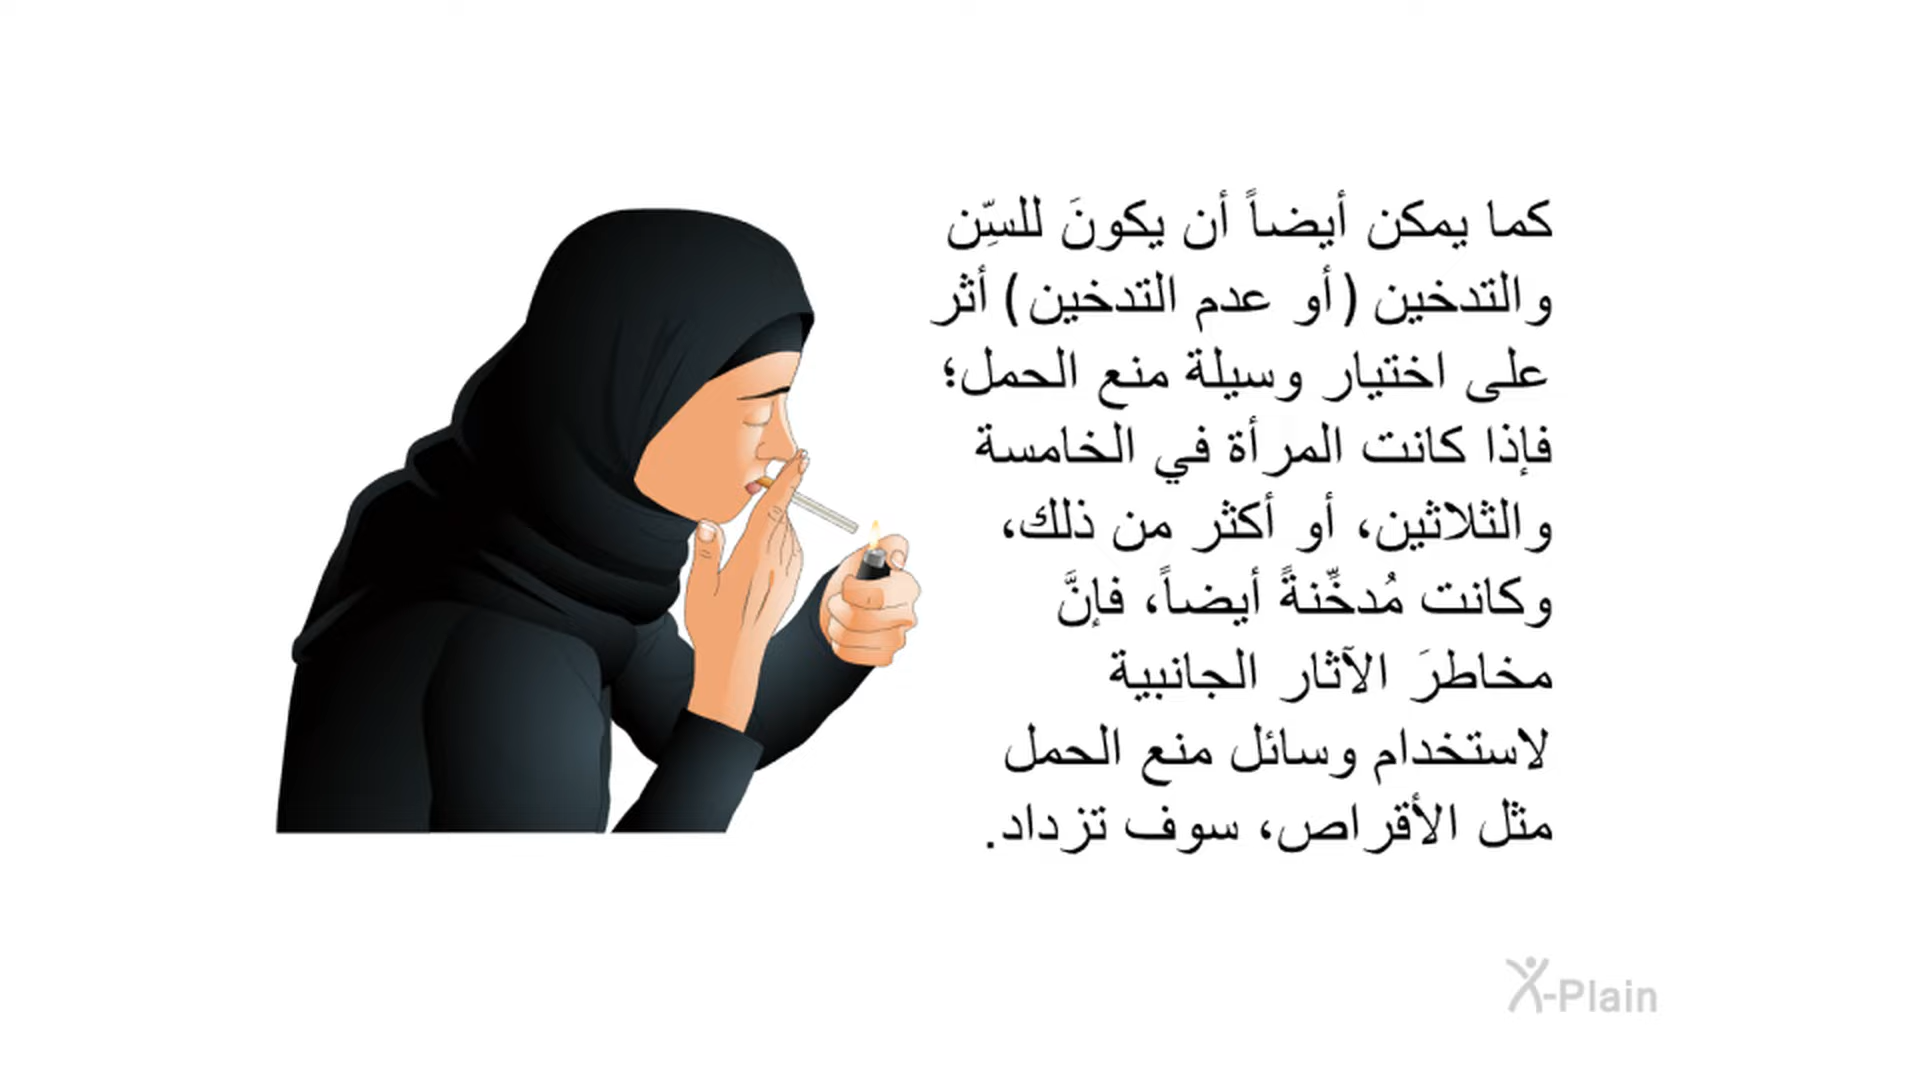 كما يمكن أيضاً أن يكونَ للسِّن
والتدخين (أو عدم التدخين) أثر
على اختيار وسيلة منع الحمل؛
فإذا كانت المرأة في الخامسة
والثلاثين، أو أكثر من ذلك،
وكانت مُدخِّنةً أيضاً، فإنَّ
مخاطرَ الآثار الجانبية
لاستخدام وسائل منع الحمل
مثل الأقراص، سوف تزداد.
X-Plain